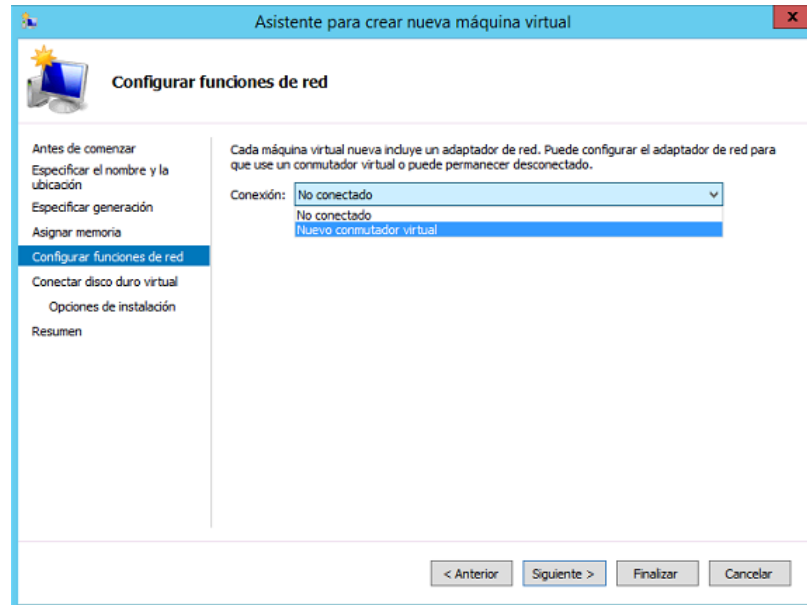 Asistente para crear nueva máquina virtual
x
Configurar funciones de red
Antes de comenzar
Especificar el nombre y la
ubicación
Especificar generación
Asignar memoria
Configurar funciones de red
Conectar disco duro virtual
Opciones de instalación
Resumen
Cada máquina virtual nueva incluye un adaptador de red. Puede configurar el adaptador de red para
que use un conmutador virtual o puede permanecer desconectado.
Conexión: No conectado
No conectado
Nuevo conmutador virtual
< Anterior Siguiente > Finalizar Cancelar